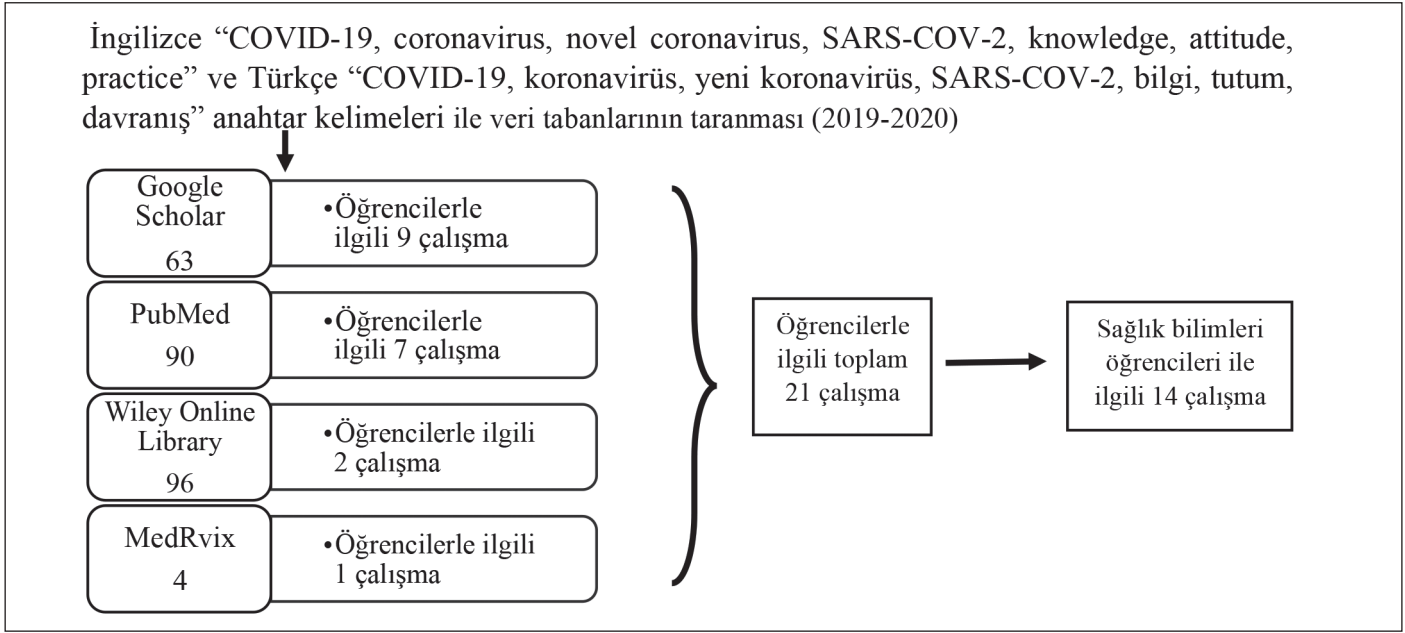 İngilizce “COVID-19, coronavirus, novel coronavirus, SARS-COV-2, knowledge, attitude,
practice” ve Türkçe “COVID-19, koronavirüs, yeni koronavirüs, SARS-COV-2, bilgi, tutum,
davranış” anahtar kelimeleri ile veri tabanlarının taranması (2019-2020)
Google
Scholar
63
•Öğrencilerle
ilgili 9 çalışma
PubMed
90
•Öğrencilerle
ilgili 7 çalışma
Wiley Online
Library
96
•Öğrencilerle ilgili
2 çalışma
MedRvix
4
•Öğrencilerle ilgili
1 çalışma
Öğrencilerle
ilgili toplam
21 çalışma
Sağlık bilimleri
öğrencileri ile
ilgili 14 çalışma